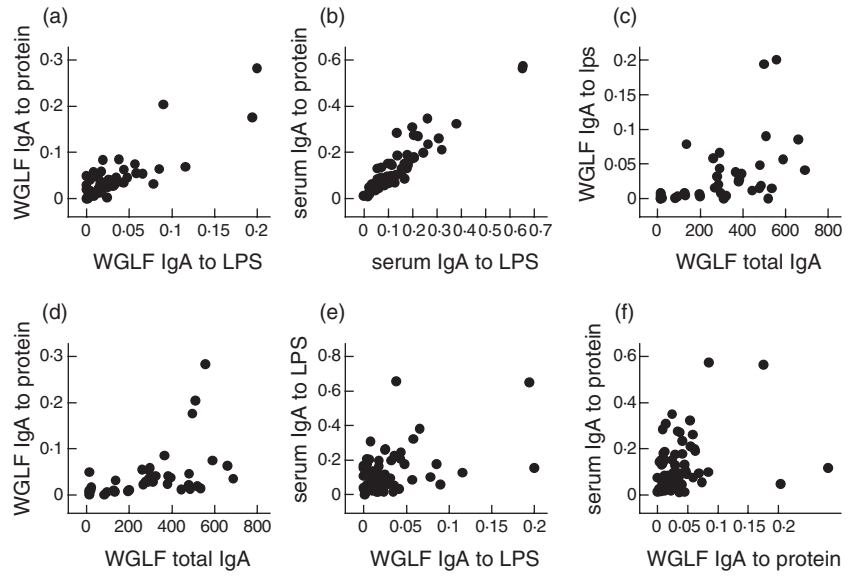 (a)
WGLF IgA to protein
0·3
0·2
0·1
0
0 0·05 0·1 0·15 0·2
WGLF IgA to LPS
(b)
serum IgA to protein
0·6
0·4
0·2
0
0 0·1 0·2 0·3 0·4 0·5 0·6 0·7
serum IgA to LPS
(c)
WGLF IgA to lps
0·2
0·15
0·1
0·05
0
0 200 400 600 800
WGLF total IgA
(d)
WGLF IgA to protein
0·3
0·2
0·1
0
0 200 400 600 800
WGLF total IgA
(e)
serum IgA to LPS
0·8
0·6
0·4
0·2
0
0 0·05 0·1 0·15 0·2
WGLF IgA to LPS
(f)
serum IgA to protein
0·6
0·4
0·2
0
0 0·05 0·1 0·15 0·2
WGLF IgA to protein